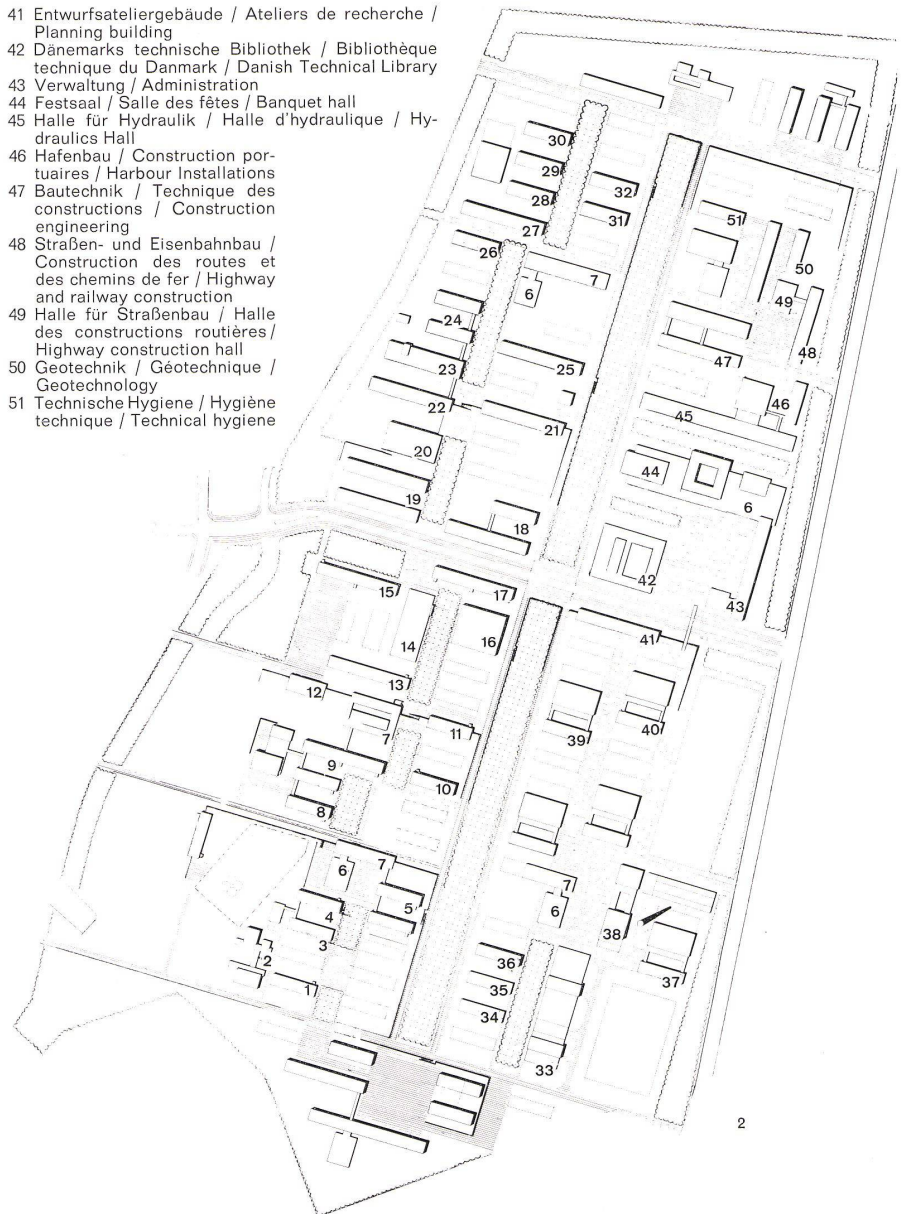 41 Entwurfsateliergebäude / Ateliers de recherche /
Planning building
42 Dänemarks technische Bibliothek / Bibliothèque
technique du Danmark / Danish Technical Library
43 Verwaltung / Administration
44 Festsaal / Salle des fêtes / Banquet hall
45 Halle für Hydraulik / Halle d'hydraulique / Hy-
draulics Hall
46 Hafenbau / Construction por-
tuaires / Harbour Installations
47 Bautechnik / Technique des
constructions / Construction
engineering
48 Straßen- und Eisenbahnbau /
Construction des routes et
des chemins de fer / Highway
and railway construction
49 Halle für Straßenbau / Halle
des constructions routières /
Highway construction hall
50 Geotechnik / Géotechnique /
Geotechnology
51 Technische Hygiene / Hygiène
technique / Technical hygiene
30
29
32
28
51
31
27
26
50
7
6
49
24
48
47
23
25
46
22
45
21
20
44
6
19
18
42
15
17
43
41
14
16
13
12
40
7
11
39
9
10
8
7
6
7
5
6
4
38
3
2
36
37
1
35
34
33
2